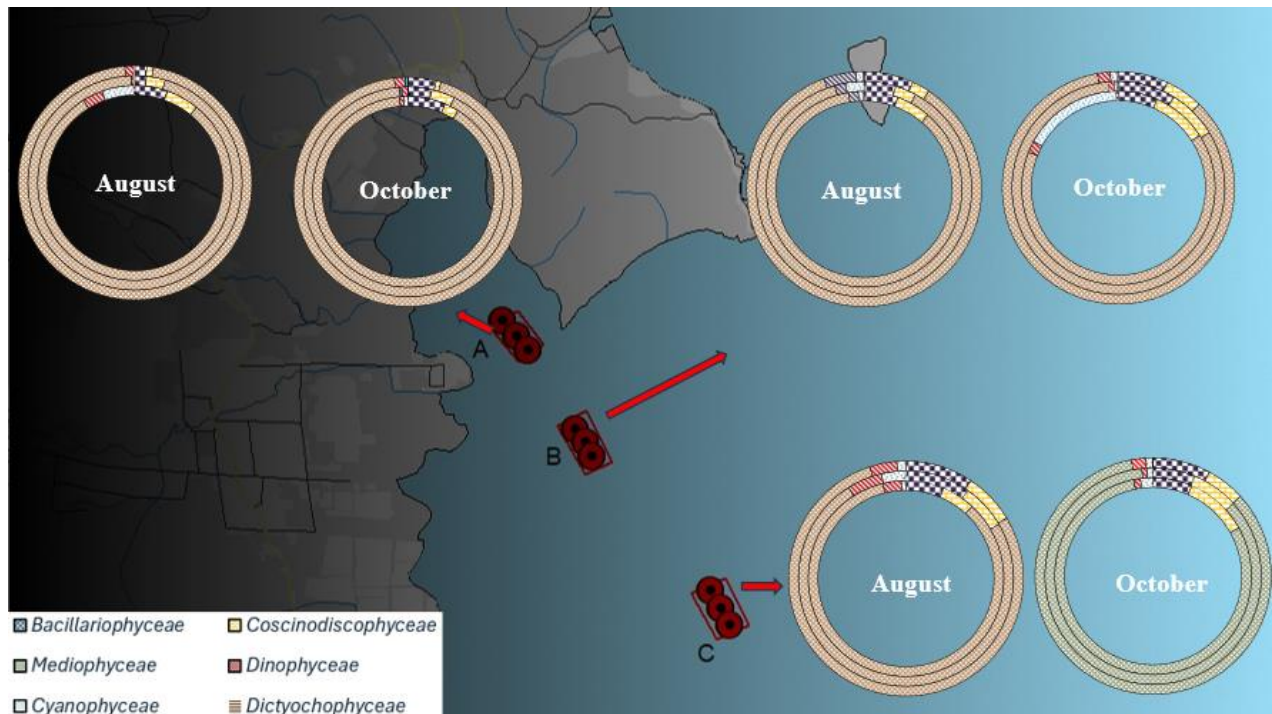 August
October
August
October
A
B
C
August
October
Bacillariophyceae
Coscinodiscophyceae
Mediophyceae
Dinophyceae
Cyanophyceae
Dictyochophyceae